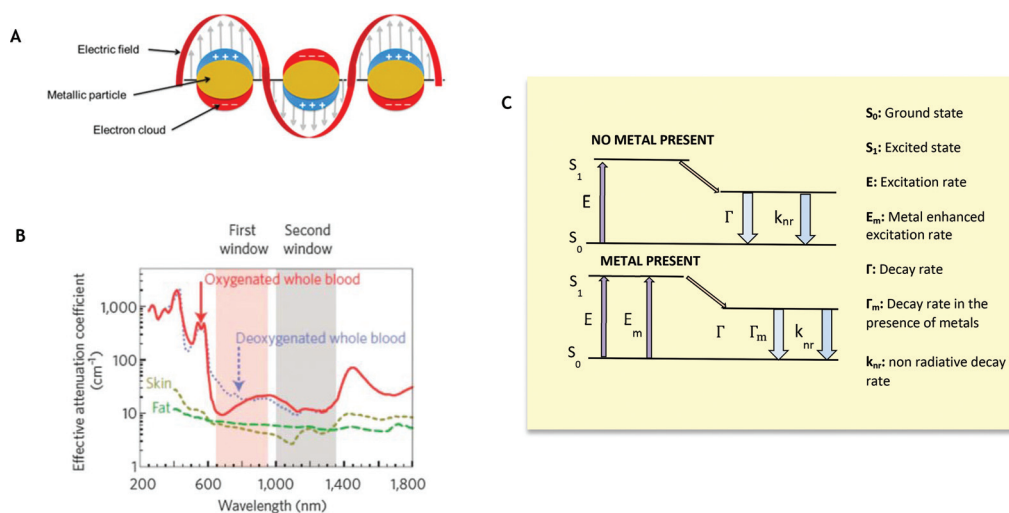 A
Electric field
Metallic particle
Electron cloud
+++
---
+++
---
+++
---
B
First window
Second window
Oxygenated whole blood
Deoxygenated whole blood
Skin
Fat
Effective attenuation coefficient
(cm⁻¹)
1,000
100
10
1
200
600
1,000
1,400
1,800
Wavelength (nm)
C
NO METAL PRESENT
S1
E
Γ
knr
S0
METAL PRESENT
S1
E
Em
Γ
Γm
knr
S0
S₀: Ground state
S₁: Excited state
E: Excitation rate
Eₘ: Metal enhanced
excitation rate
Γ: Decay rate
Γₘ: Decay rate in the
presence of metals
kₙᵣ: non radiative decay
rate